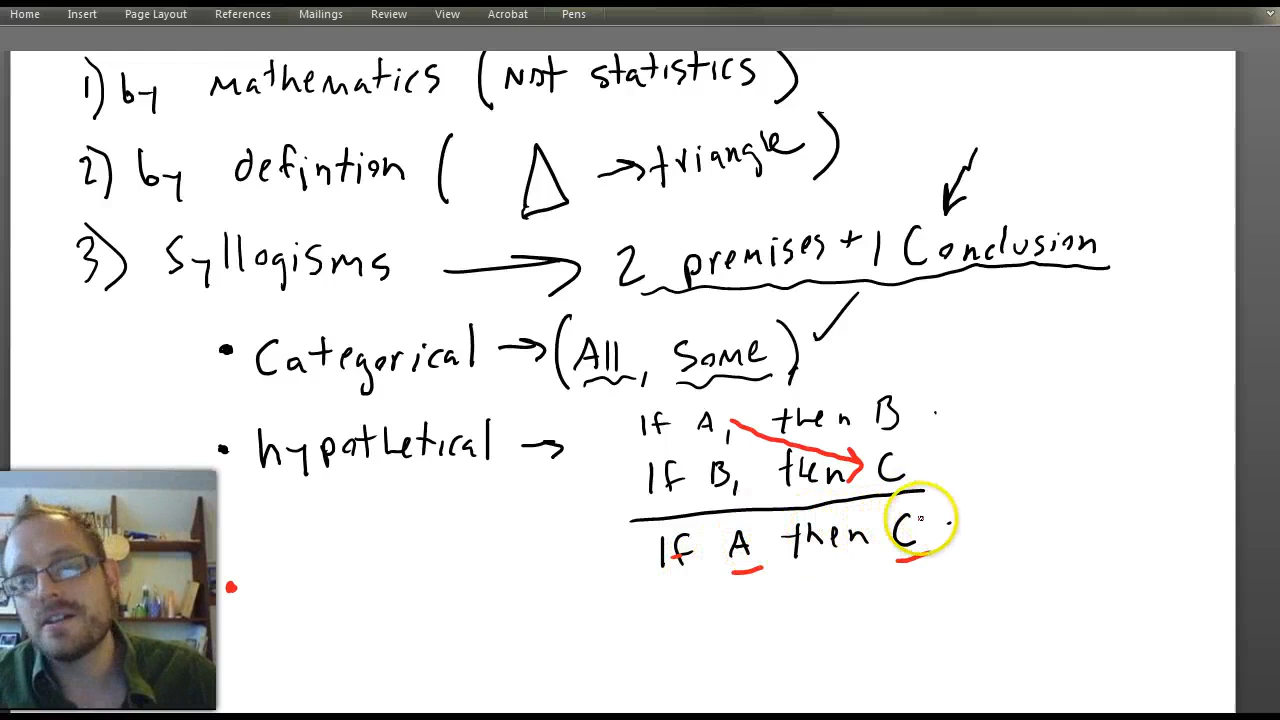 Home Insert Page Layout References Mailings Review View Acrobat Pens
1) by mathematics (Not statistics)
2) by defintion ( △ → triangle )
3) Syllogisms → 2 premises + 1 Conclusion
• Categorical → (All, Some)
• hypothetical → If A, then B
If B, then C
If A then C